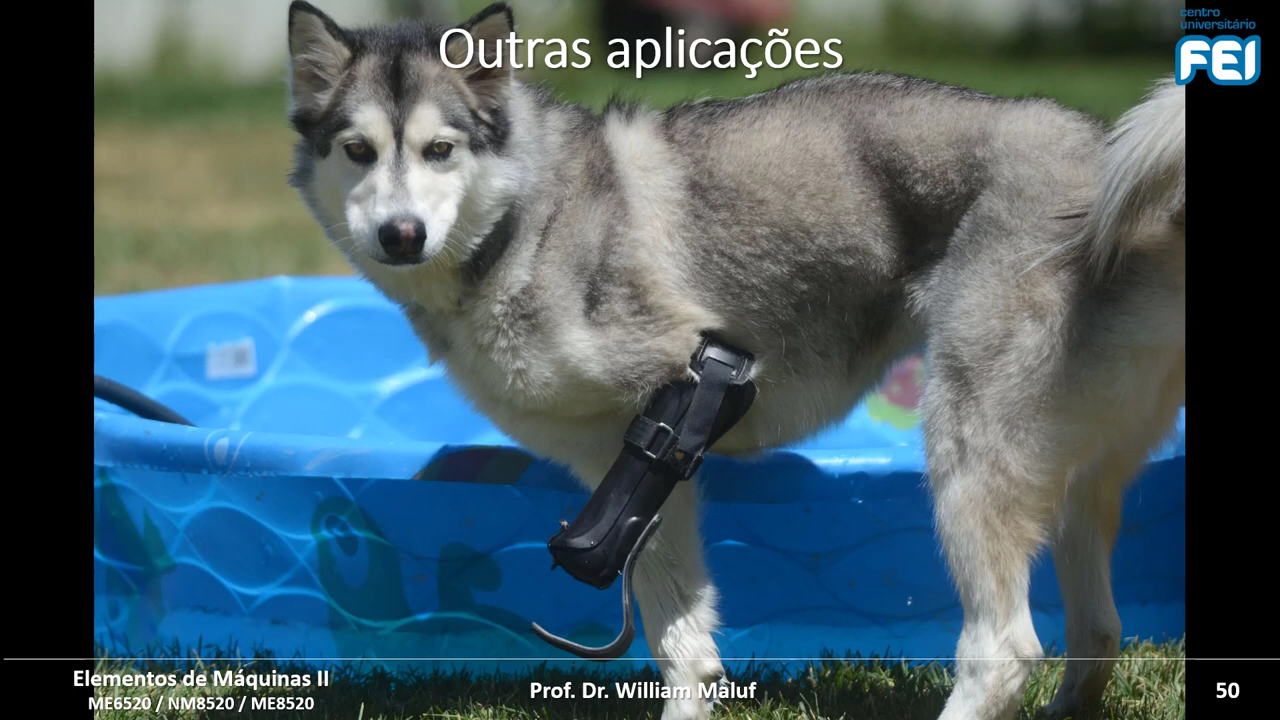 Outras aplicações
centro
universitário
FEI
Elementos de Máquinas II
ME6520 / NM8520 / ME8520
Prof. Dr. William Maluf
50